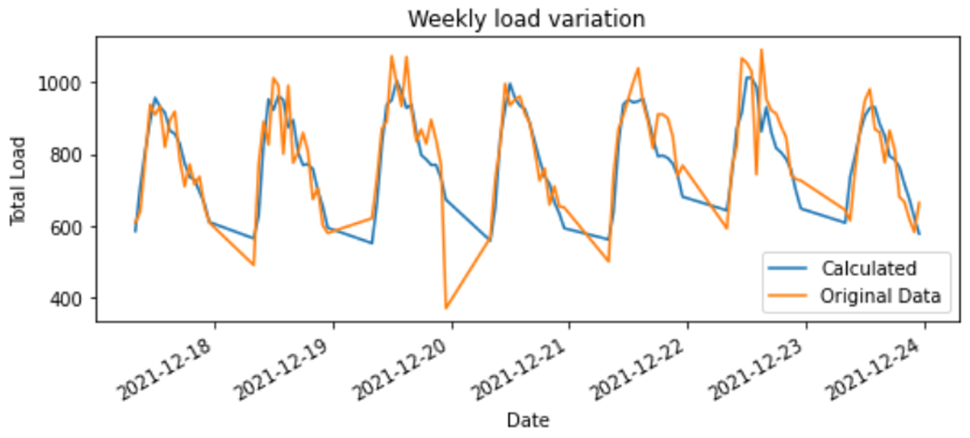 Weekly load variation
Total Load
1000
800
600
400
Calculated
Original Data
2021-12-18
2021-12-19
2021-12-20
2021-12-21
2021-12-22
2021-12-23
2021-12-24
Date